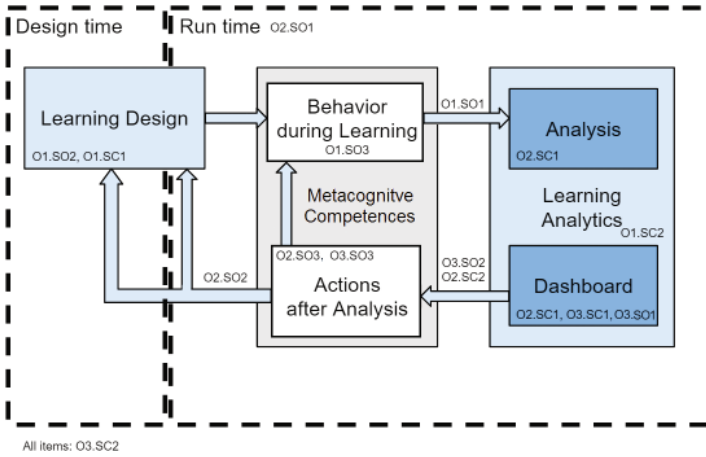 Design time
Run time O2.SO1
Learning Design
O1.SO2, O1.SC1
Behavior
during Learning
O1.SO3
O1.SO1
Analysis
O2.SC1
Metacognitve
Competences
Learning
Analytics
O1.SC2
O2.SO3, O3.SO3
Actions
after Analysis
O2.SO2
O3.SO2
O2.SC2
Dashboard
O2.SC1, O3.SC1, O3.SO1
All items: O3.SC2